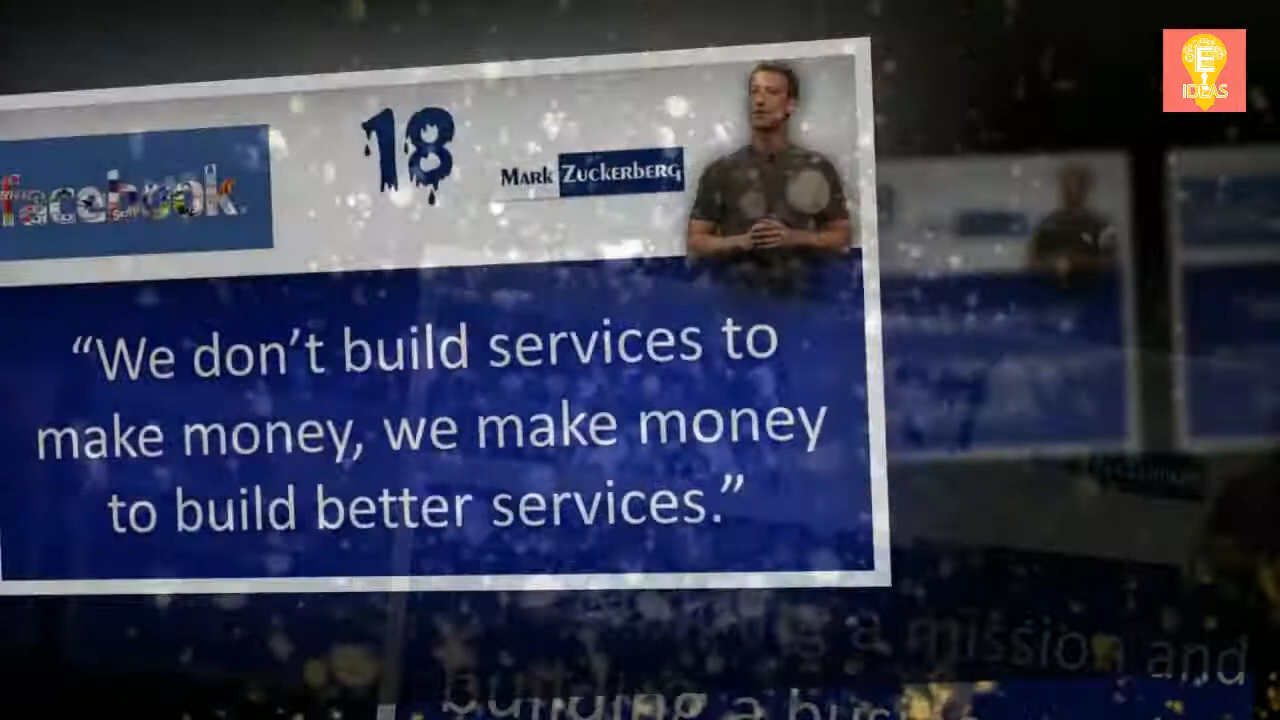 facebook.
18
Mark Zuckerberg
“We don’t build services to
make money, we make money
to build better services.”
E
IDEAS
a mission and
building a